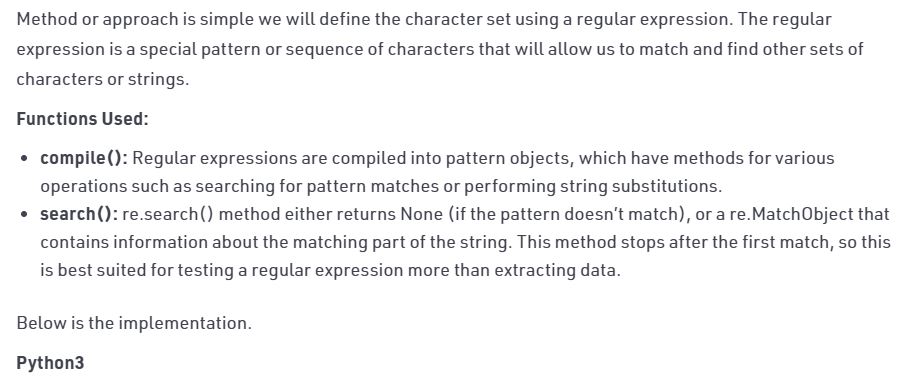 Method or approach is simple we will define the character set using a regular expression. The regular
expression is a special pattern or sequence of characters that will allow us to match and find other sets of
characters or strings.
Functions Used:
• compile(): Regular expressions are compiled into pattern objects, which have methods for various
operations such as searching for pattern matches or performing string substitutions.
• search(): re.search() method either returns None (if the pattern doesn’t match), or a re.MatchObject that
contains information about the matching part of the string. This method stops after the first match, so this
is best suited for testing a regular expression more than extracting data.
Below is the implementation.
Python3